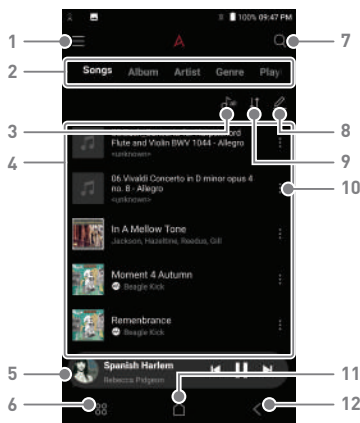 100% 09:47 PM
1
7
2
Songs Album Artist Genre Play
3
8
4
9
Flute and Violin BWV 1044 - Allegro
<unknown>
06.Vivaldi Concerto in D minor opus 4
no. 8 - Allegro
<unknown>
10
In A Mellow Tone
Jackson, Hazeltine, Reedus, Gill
Moment 4 Autumn
Beagle Kick
Remenbrance
Beagle Kick
5
Spanish Harlem
Rebecca Pidgeon
11
6
12